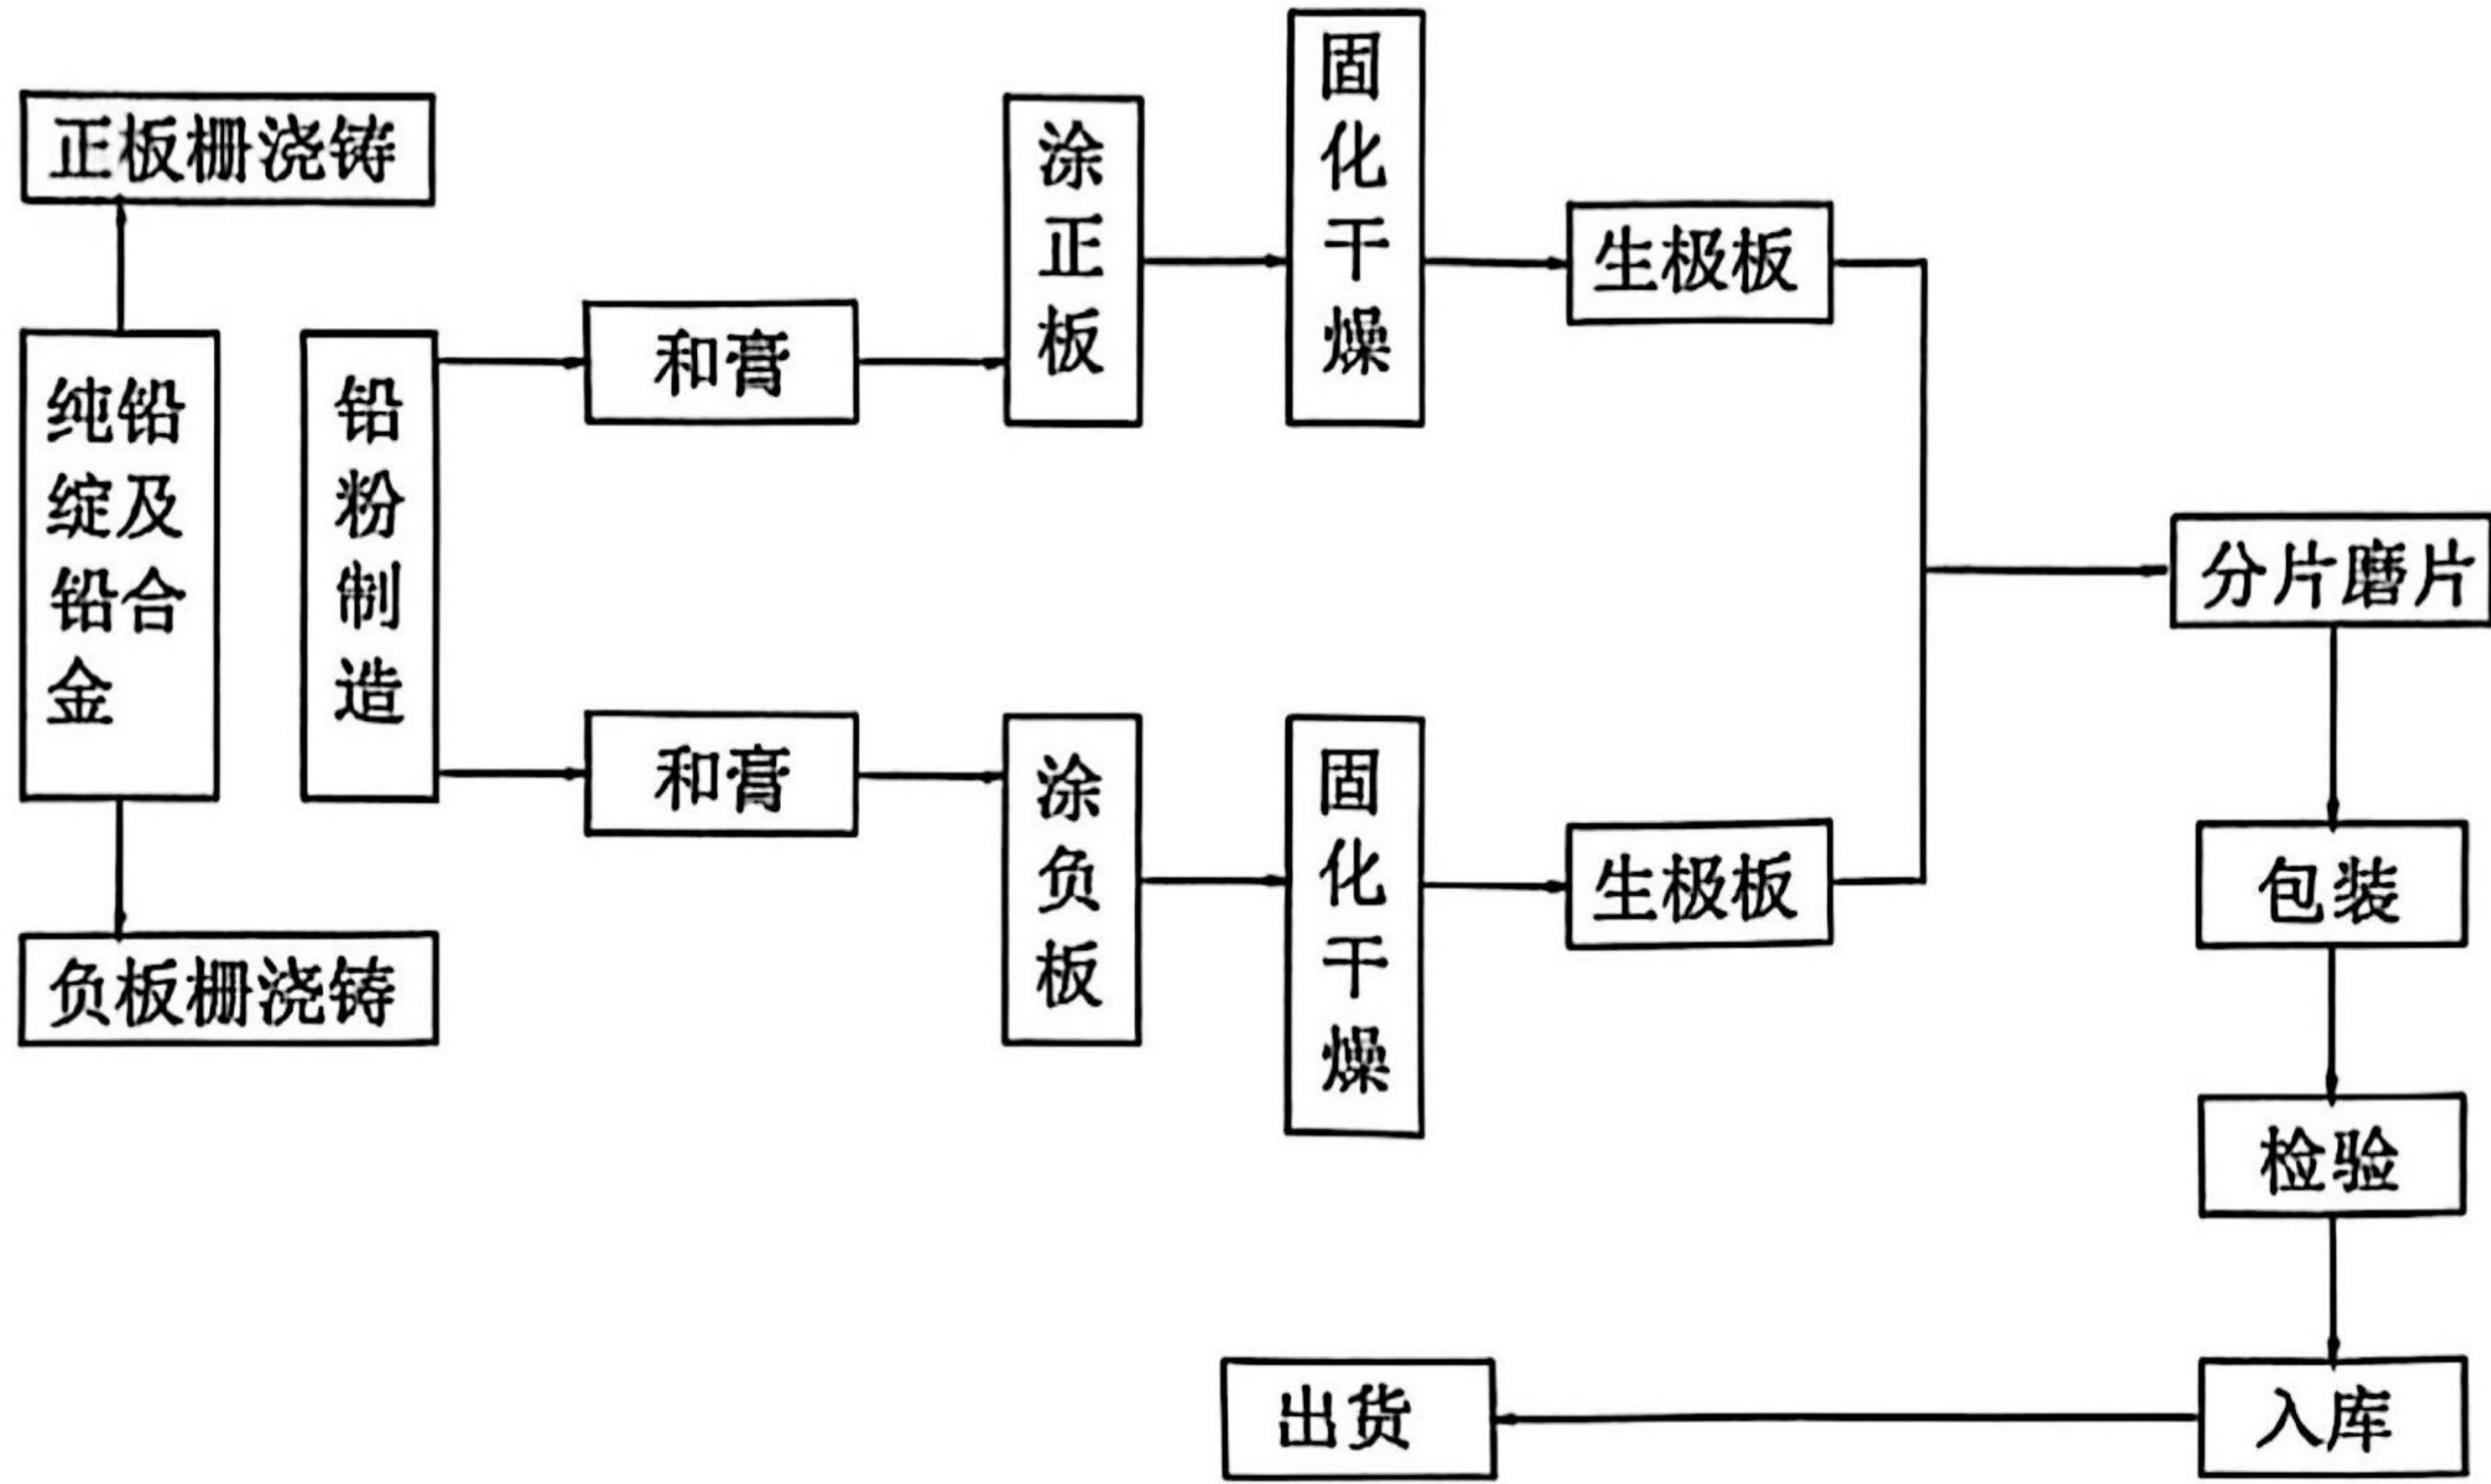 正板栅浇铸
纯铅
绽及
铅合
金
负板栅浇铸
铅粉制造
和膏
涂正板
固化干燥
生极板
和膏
涂负板
固化干燥
生极板
分片磨片
包装
检验
入库
出货